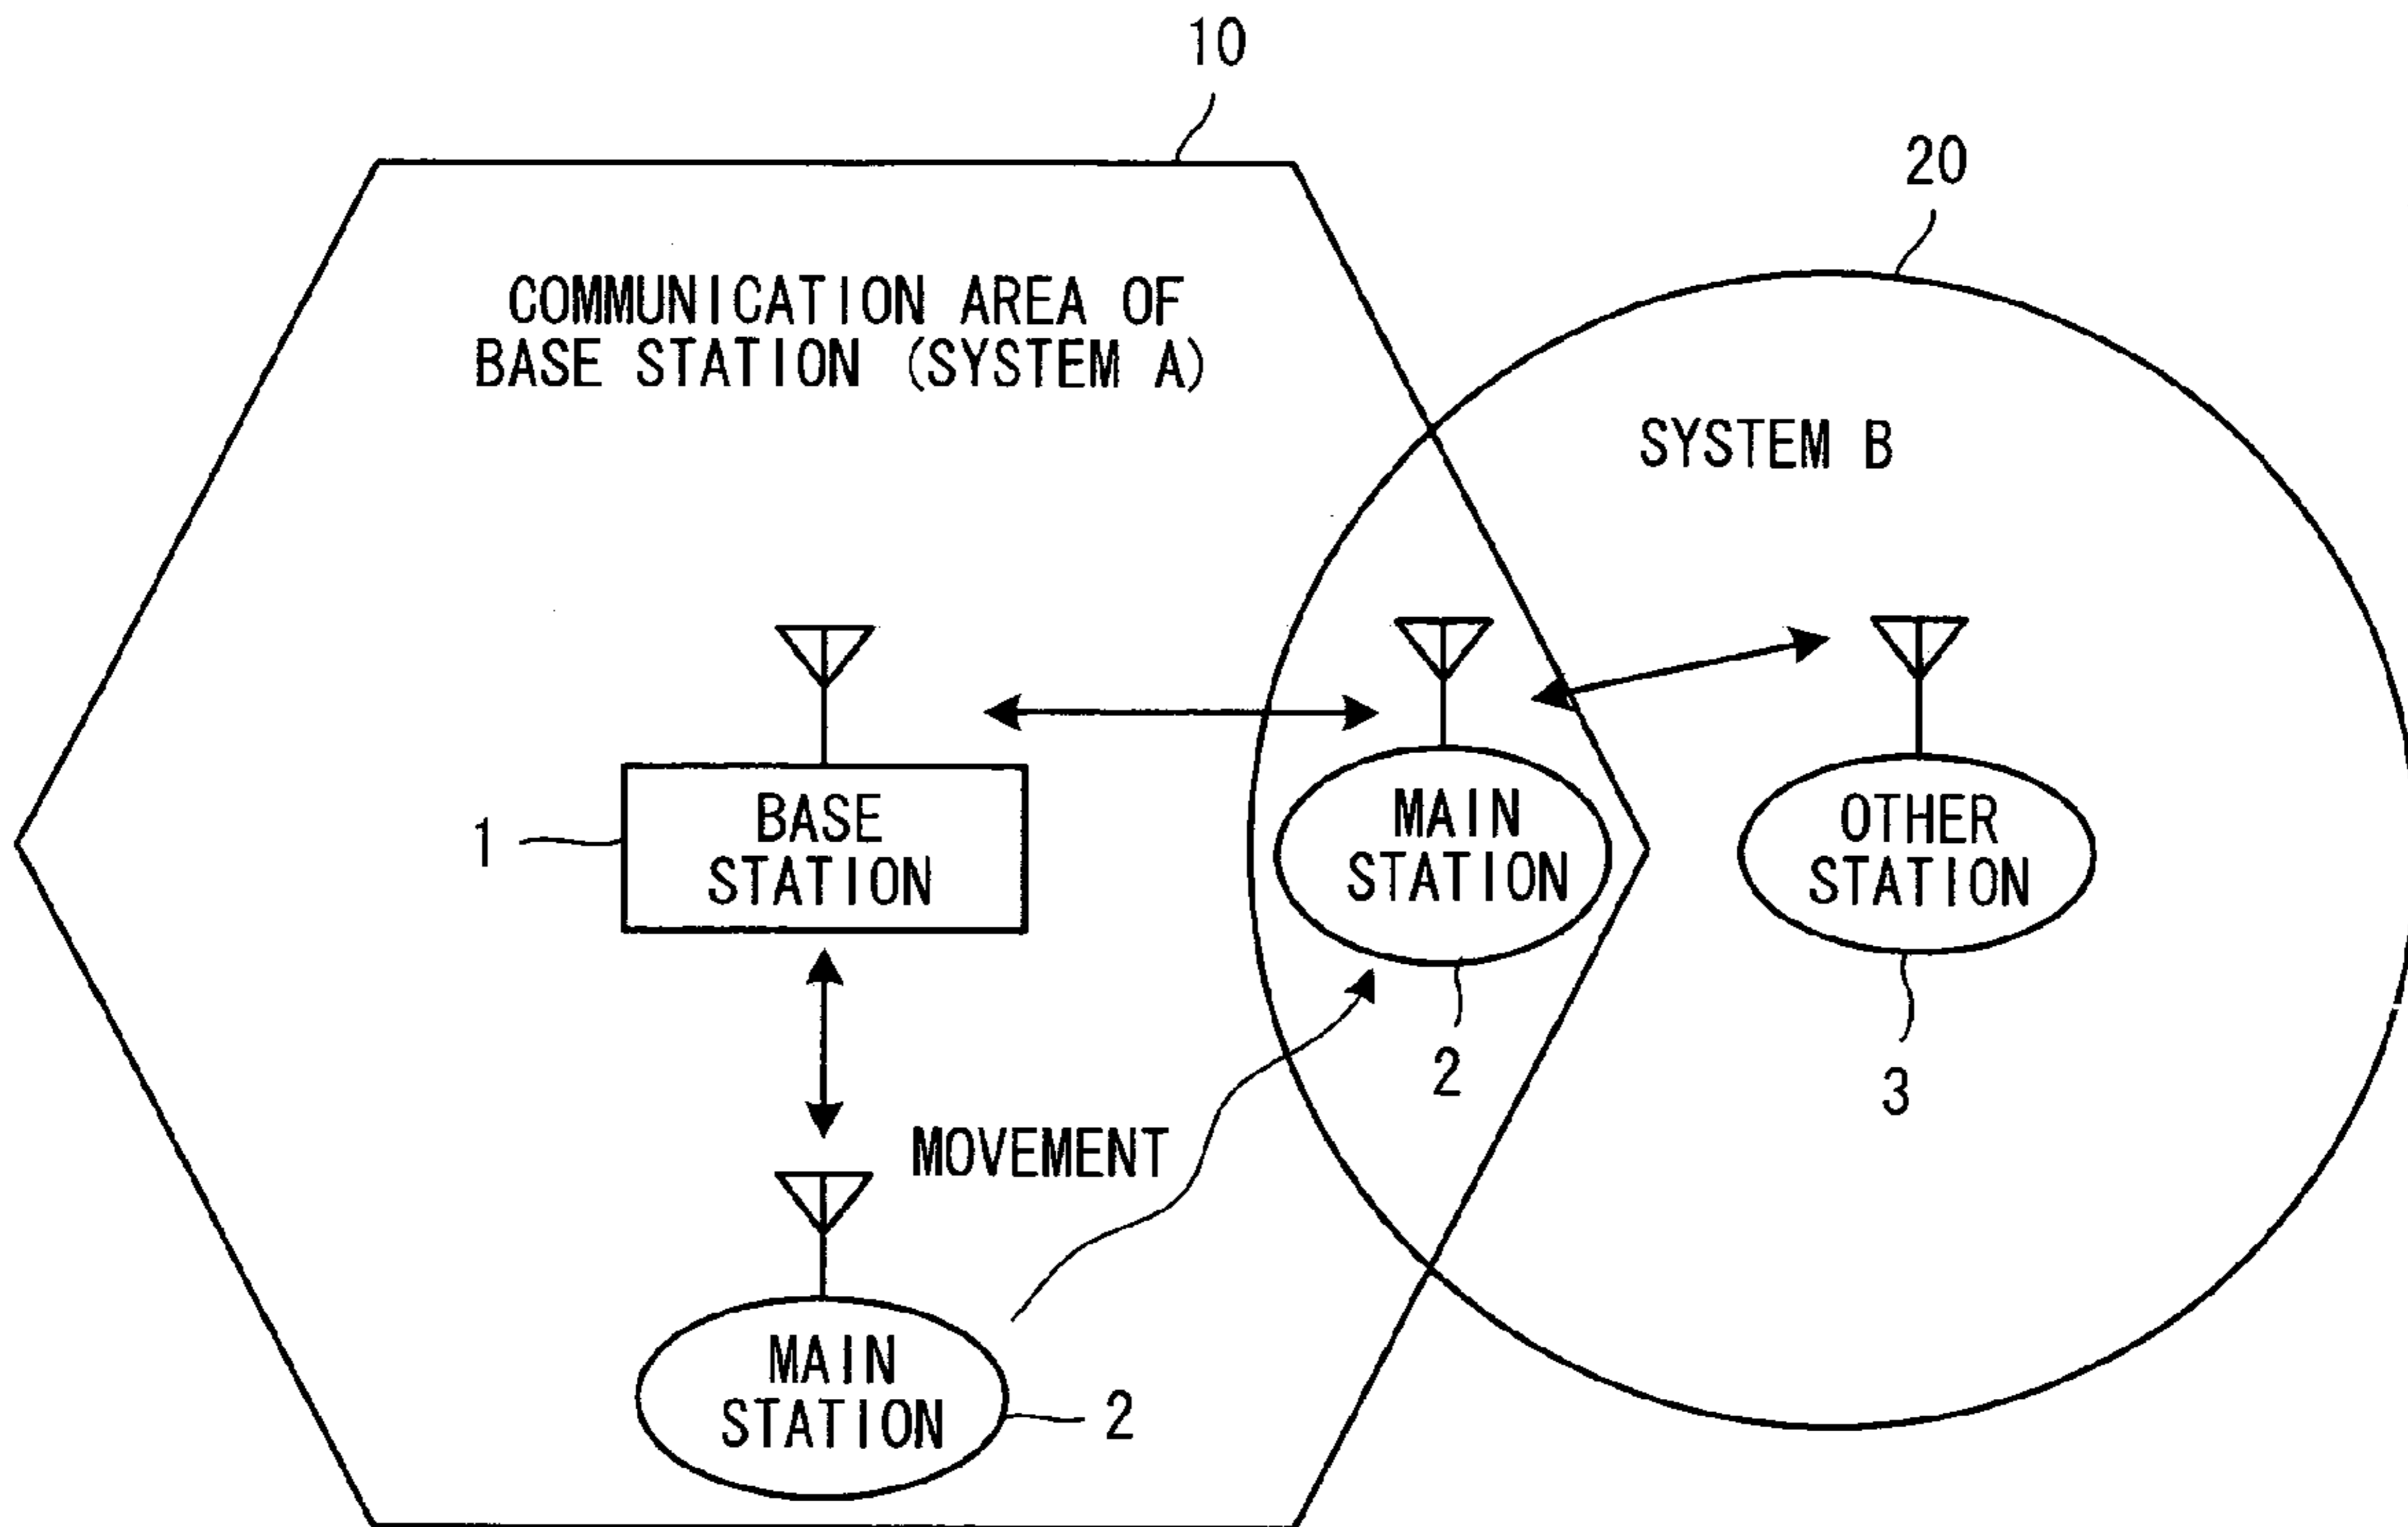 10
20
COMMUNICATION AREA OF
BASE STATION (SYSTEM A)
SYSTEM B
1
BASE
STATION
MAIN
STATION
OTHER
STATION
2
3
MOVEMENT
MAIN
STATION
2